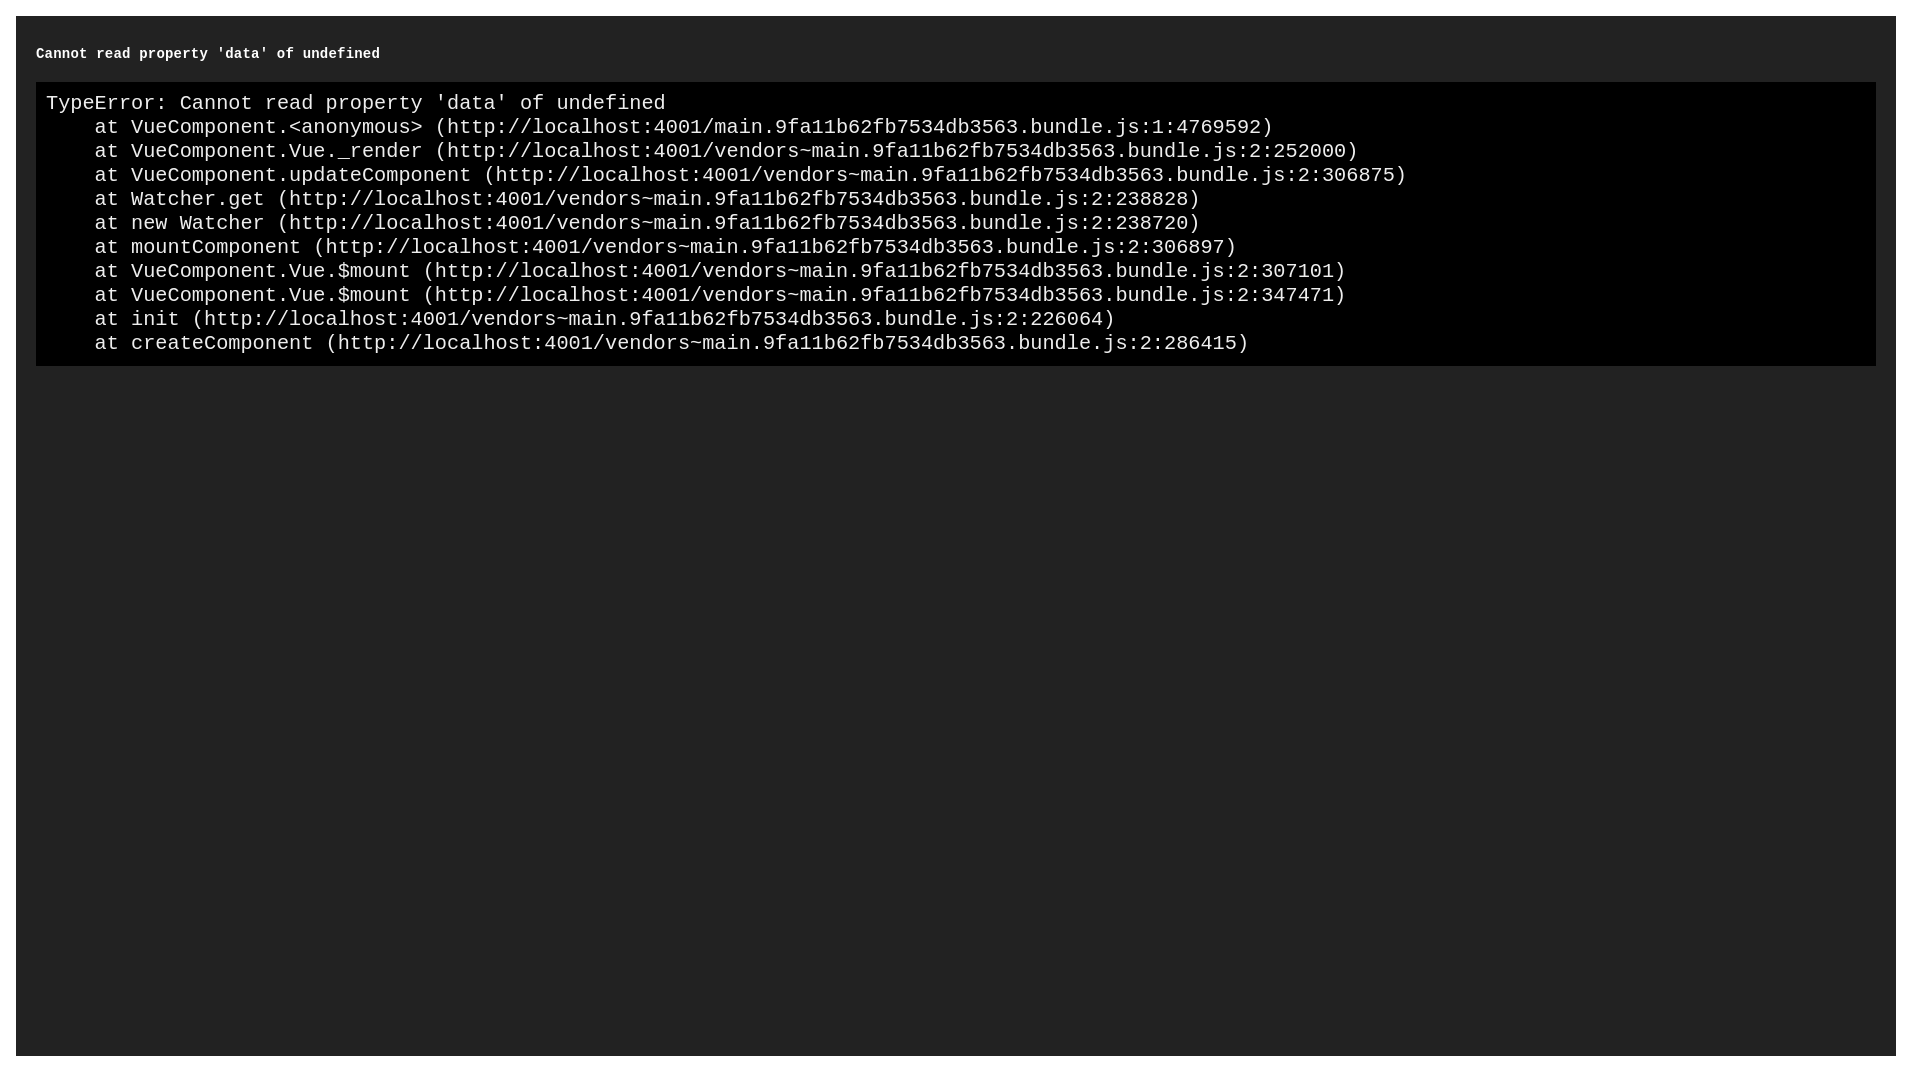 Cannot read property 'data' of undefined
TypeError: Cannot read property 'data' of undefined
    at VueComponent.<anonymous> (http://localhost:4001/main.9fa11b62fb7534db3563.bundle.js:1:4769592)
    at VueComponent.Vue._render (http://localhost:4001/vendors~main.9fa11b62fb7534db3563.bundle.js:2:252000)
    at VueComponent.updateComponent (http://localhost:4001/vendors~main.9fa11b62fb7534db3563.bundle.js:2:306875)
    at Watcher.get (http://localhost:4001/vendors~main.9fa11b62fb7534db3563.bundle.js:2:238828)
    at new Watcher (http://localhost:4001/vendors~main.9fa11b62fb7534db3563.bundle.js:2:238720)
    at mountComponent (http://localhost:4001/vendors~main.9fa11b62fb7534db3563.bundle.js:2:306897)
    at VueComponent.Vue.$mount (http://localhost:4001/vendors~main.9fa11b62fb7534db3563.bundle.js:2:307101)
    at VueComponent.Vue.$mount (http://localhost:4001/vendors~main.9fa11b62fb7534db3563.bundle.js:2:347471)
    at init (http://localhost:4001/vendors~main.9fa11b62fb7534db3563.bundle.js:2:226064)
    at createComponent (http://localhost:4001/vendors~main.9fa11b62fb7534db3563.bundle.js:2:286415)